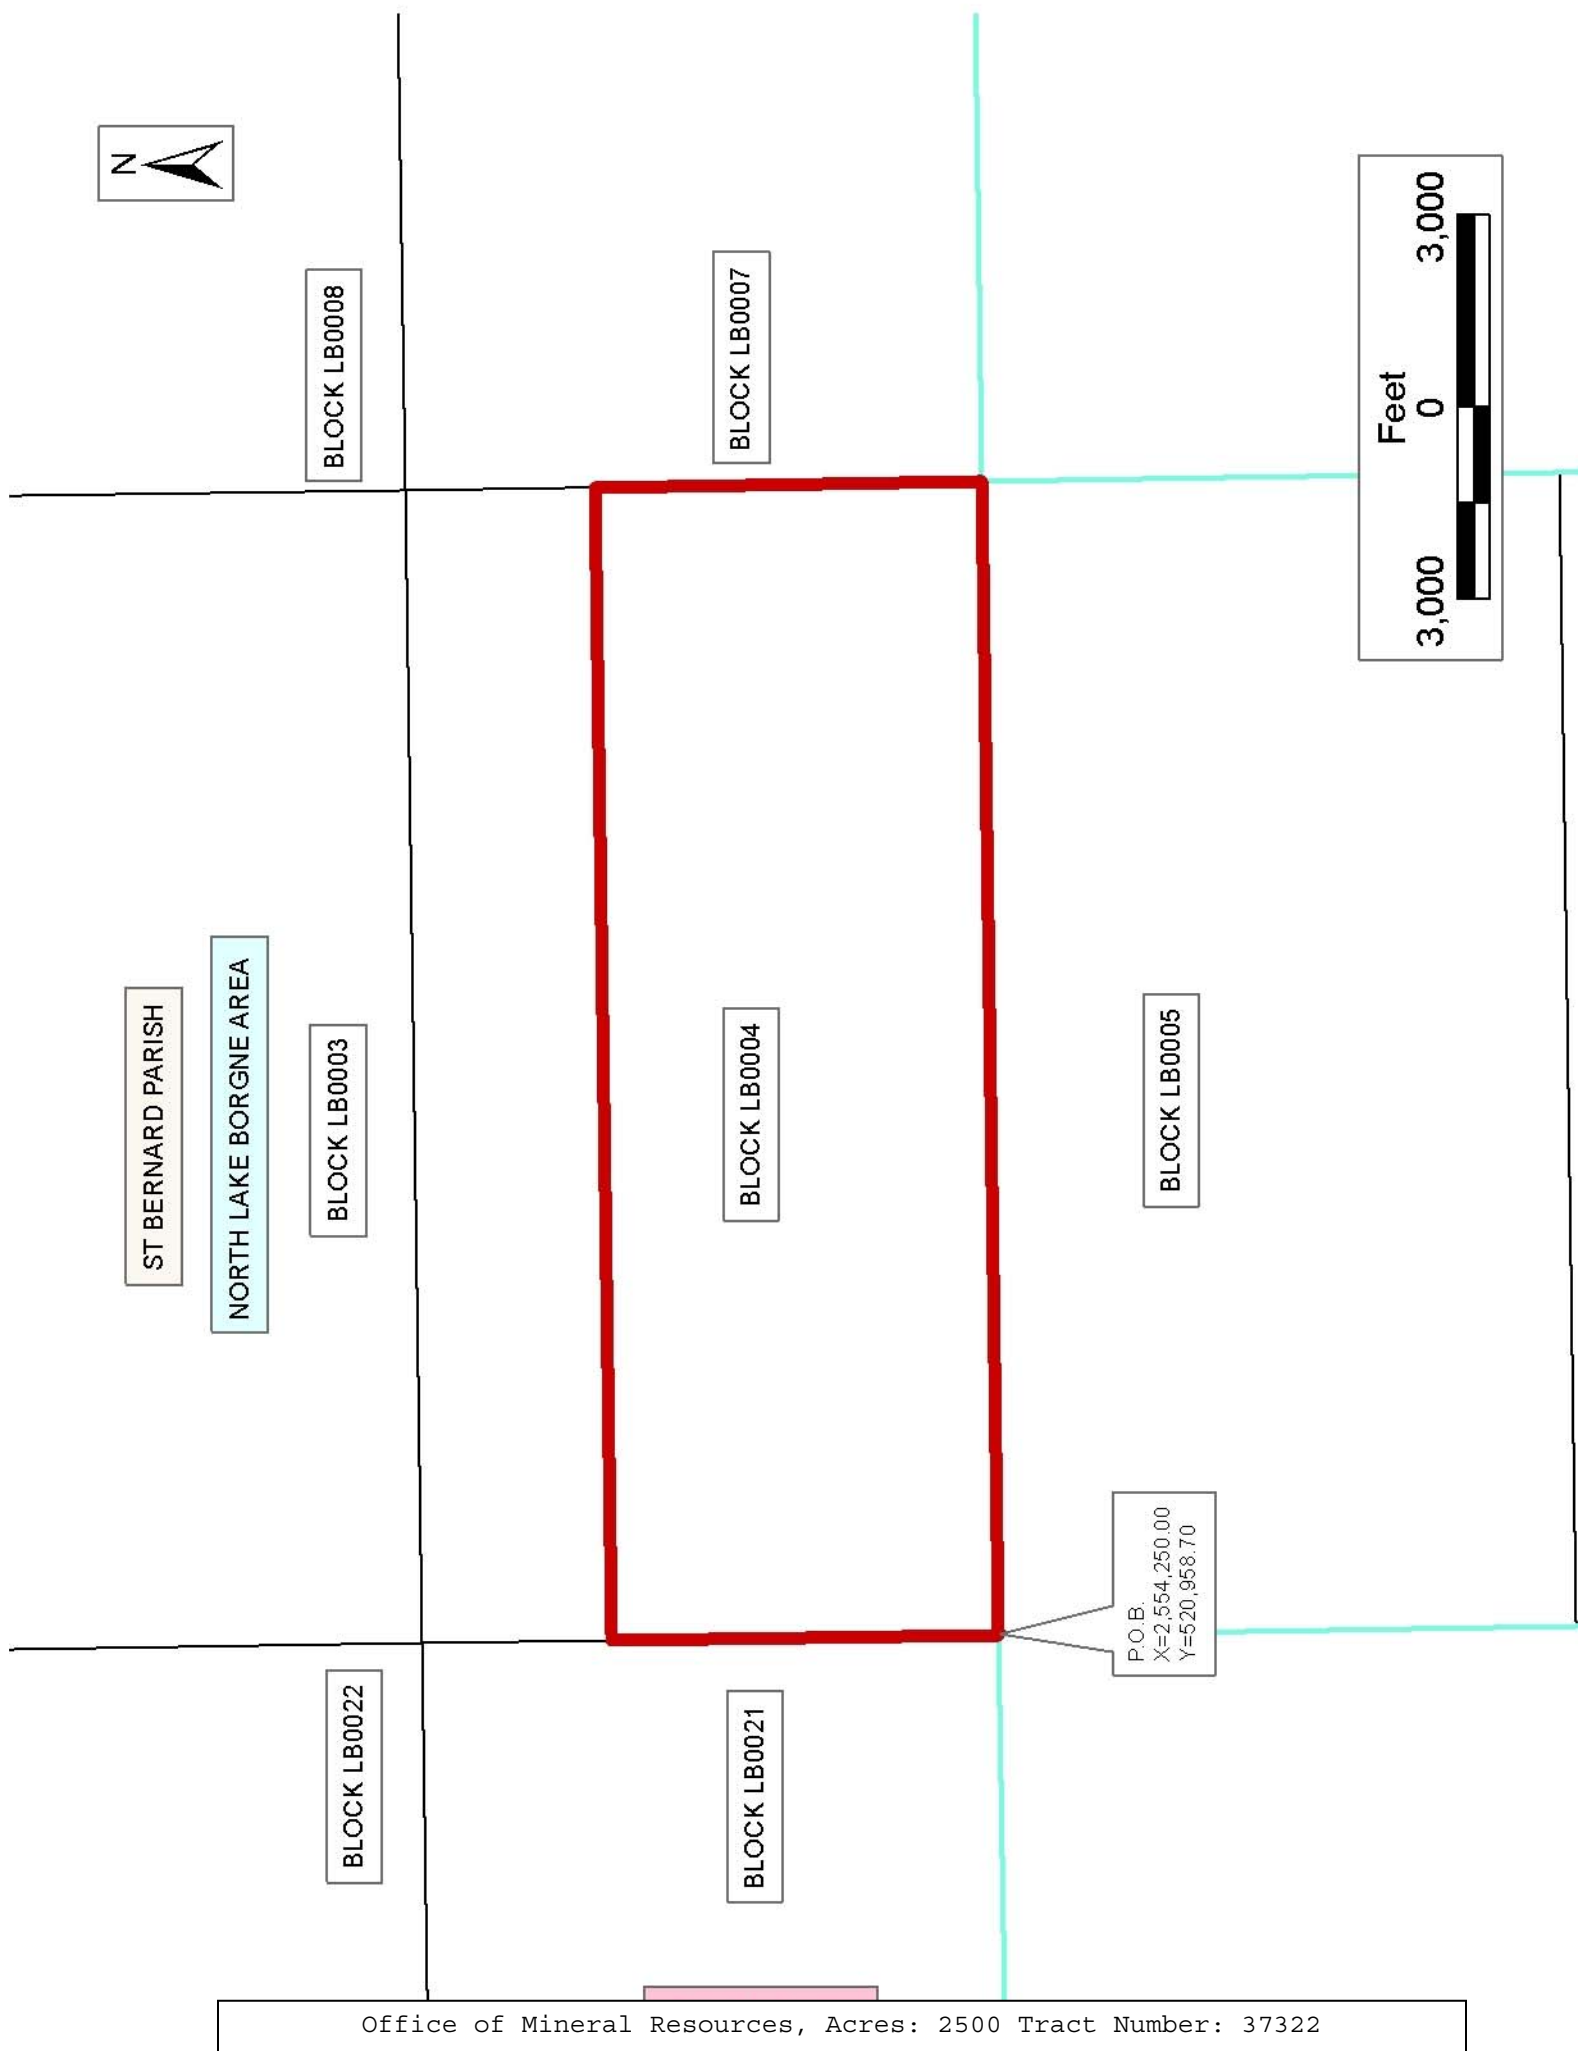 N
ST BERNARD PARISH
NORTH LAKE BORGNE AREA
BLOCK LB0022
BLOCK LB0003
BLOCK LB0008
BLOCK LB0021
BLOCK LB0004
BLOCK LB0007
P.O.B.
X=2,554,250.00
Y=520,958.70
BLOCK LB0005
Feet
3,000 0 3,000
Office of Mineral Resources, Acres: 2500 Tract Number: 37322